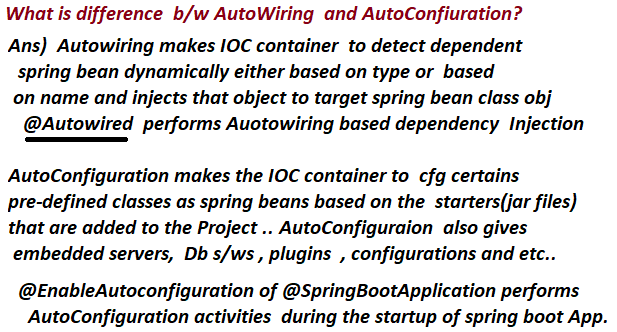 What is difference b/w AutoWiring and AutoConfiuration?
Ans) Autowiring makes IOC container to detect dependent
spring bean dynamically either based on type or based
on name and injects that object to target spring bean class obj
@Autowired performs Auotowiring based dependency Injection
AutoConfiguration makes the IOC container to cfg certains
pre-defined classes as spring beans based on the starters(jar files)
that are added to the Project .. AutoConfiguraion also gives
embedded servers, Db s/ws , plugins , configurations and etc..
@EnableAutoconfiguration of @SpringBootApplication performs
AutoConfiguration activities during the startup of spring boot App.